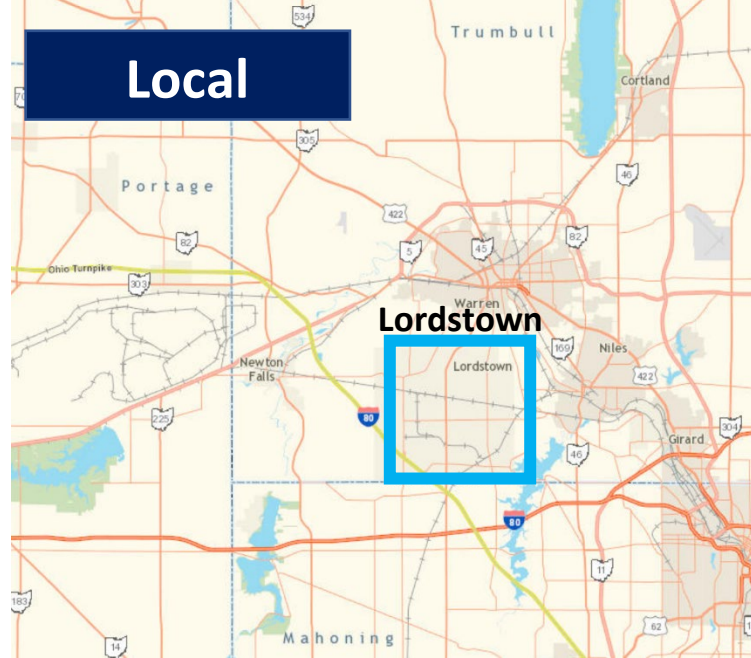 534
Trumbull
Local
Cortland
305
46
Portage
422
82
5
45
82
Ohio Turnpike
303
Warren
Lordstown
169
Niles
Newton
Falls
Lordstown
422
80
225
304
Girard
46
80
11
183
62
14
Mahoning